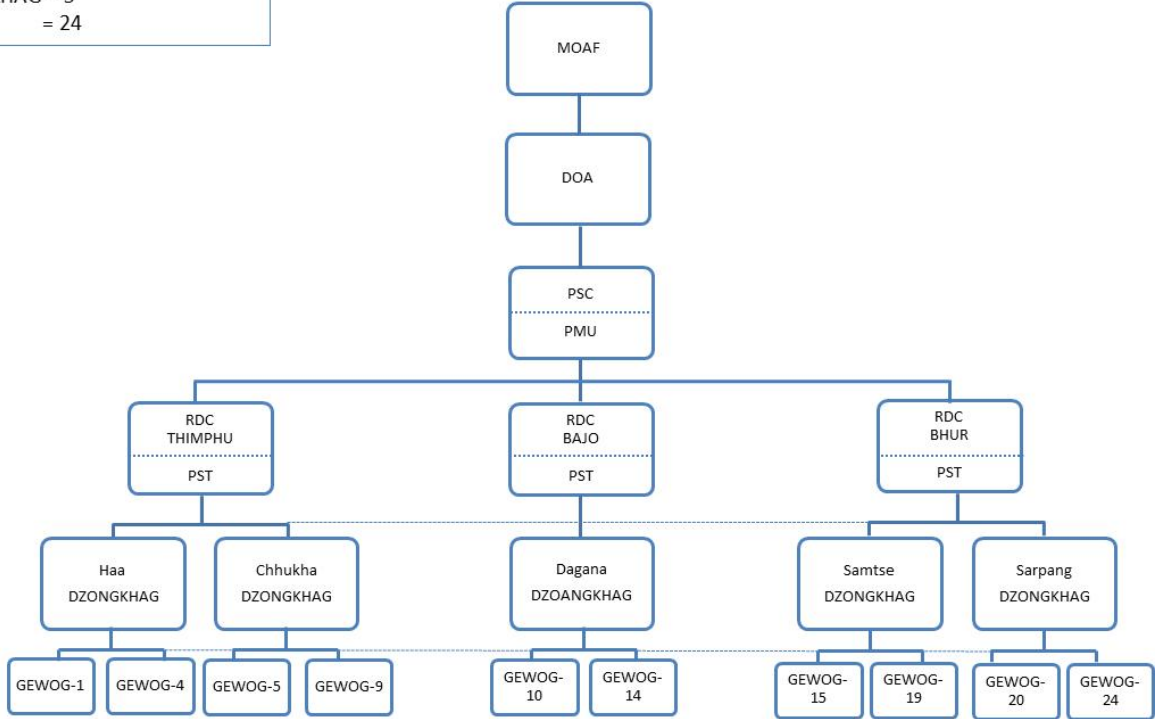 = 24
MOAF
DOA
PSC
PMU
RDC
THIMPHU
PST
RDC
BAJO
PST
RDC
BHUR
PST
Haa
DZONGKHAG
Chhukha
DZONGKHAG
Dagana
DZOANGKHAG
Samtse
DZONGKHAG
Sarpang
DZONGKHAG
GEWOG-1
GEWOG-4
GEWOG-5
GEWOG-9
GEWOG-
10
GEWOG-
14
GEWOG-
15
GEWOG-
19
GEWOG-
20
GEWOG-
24